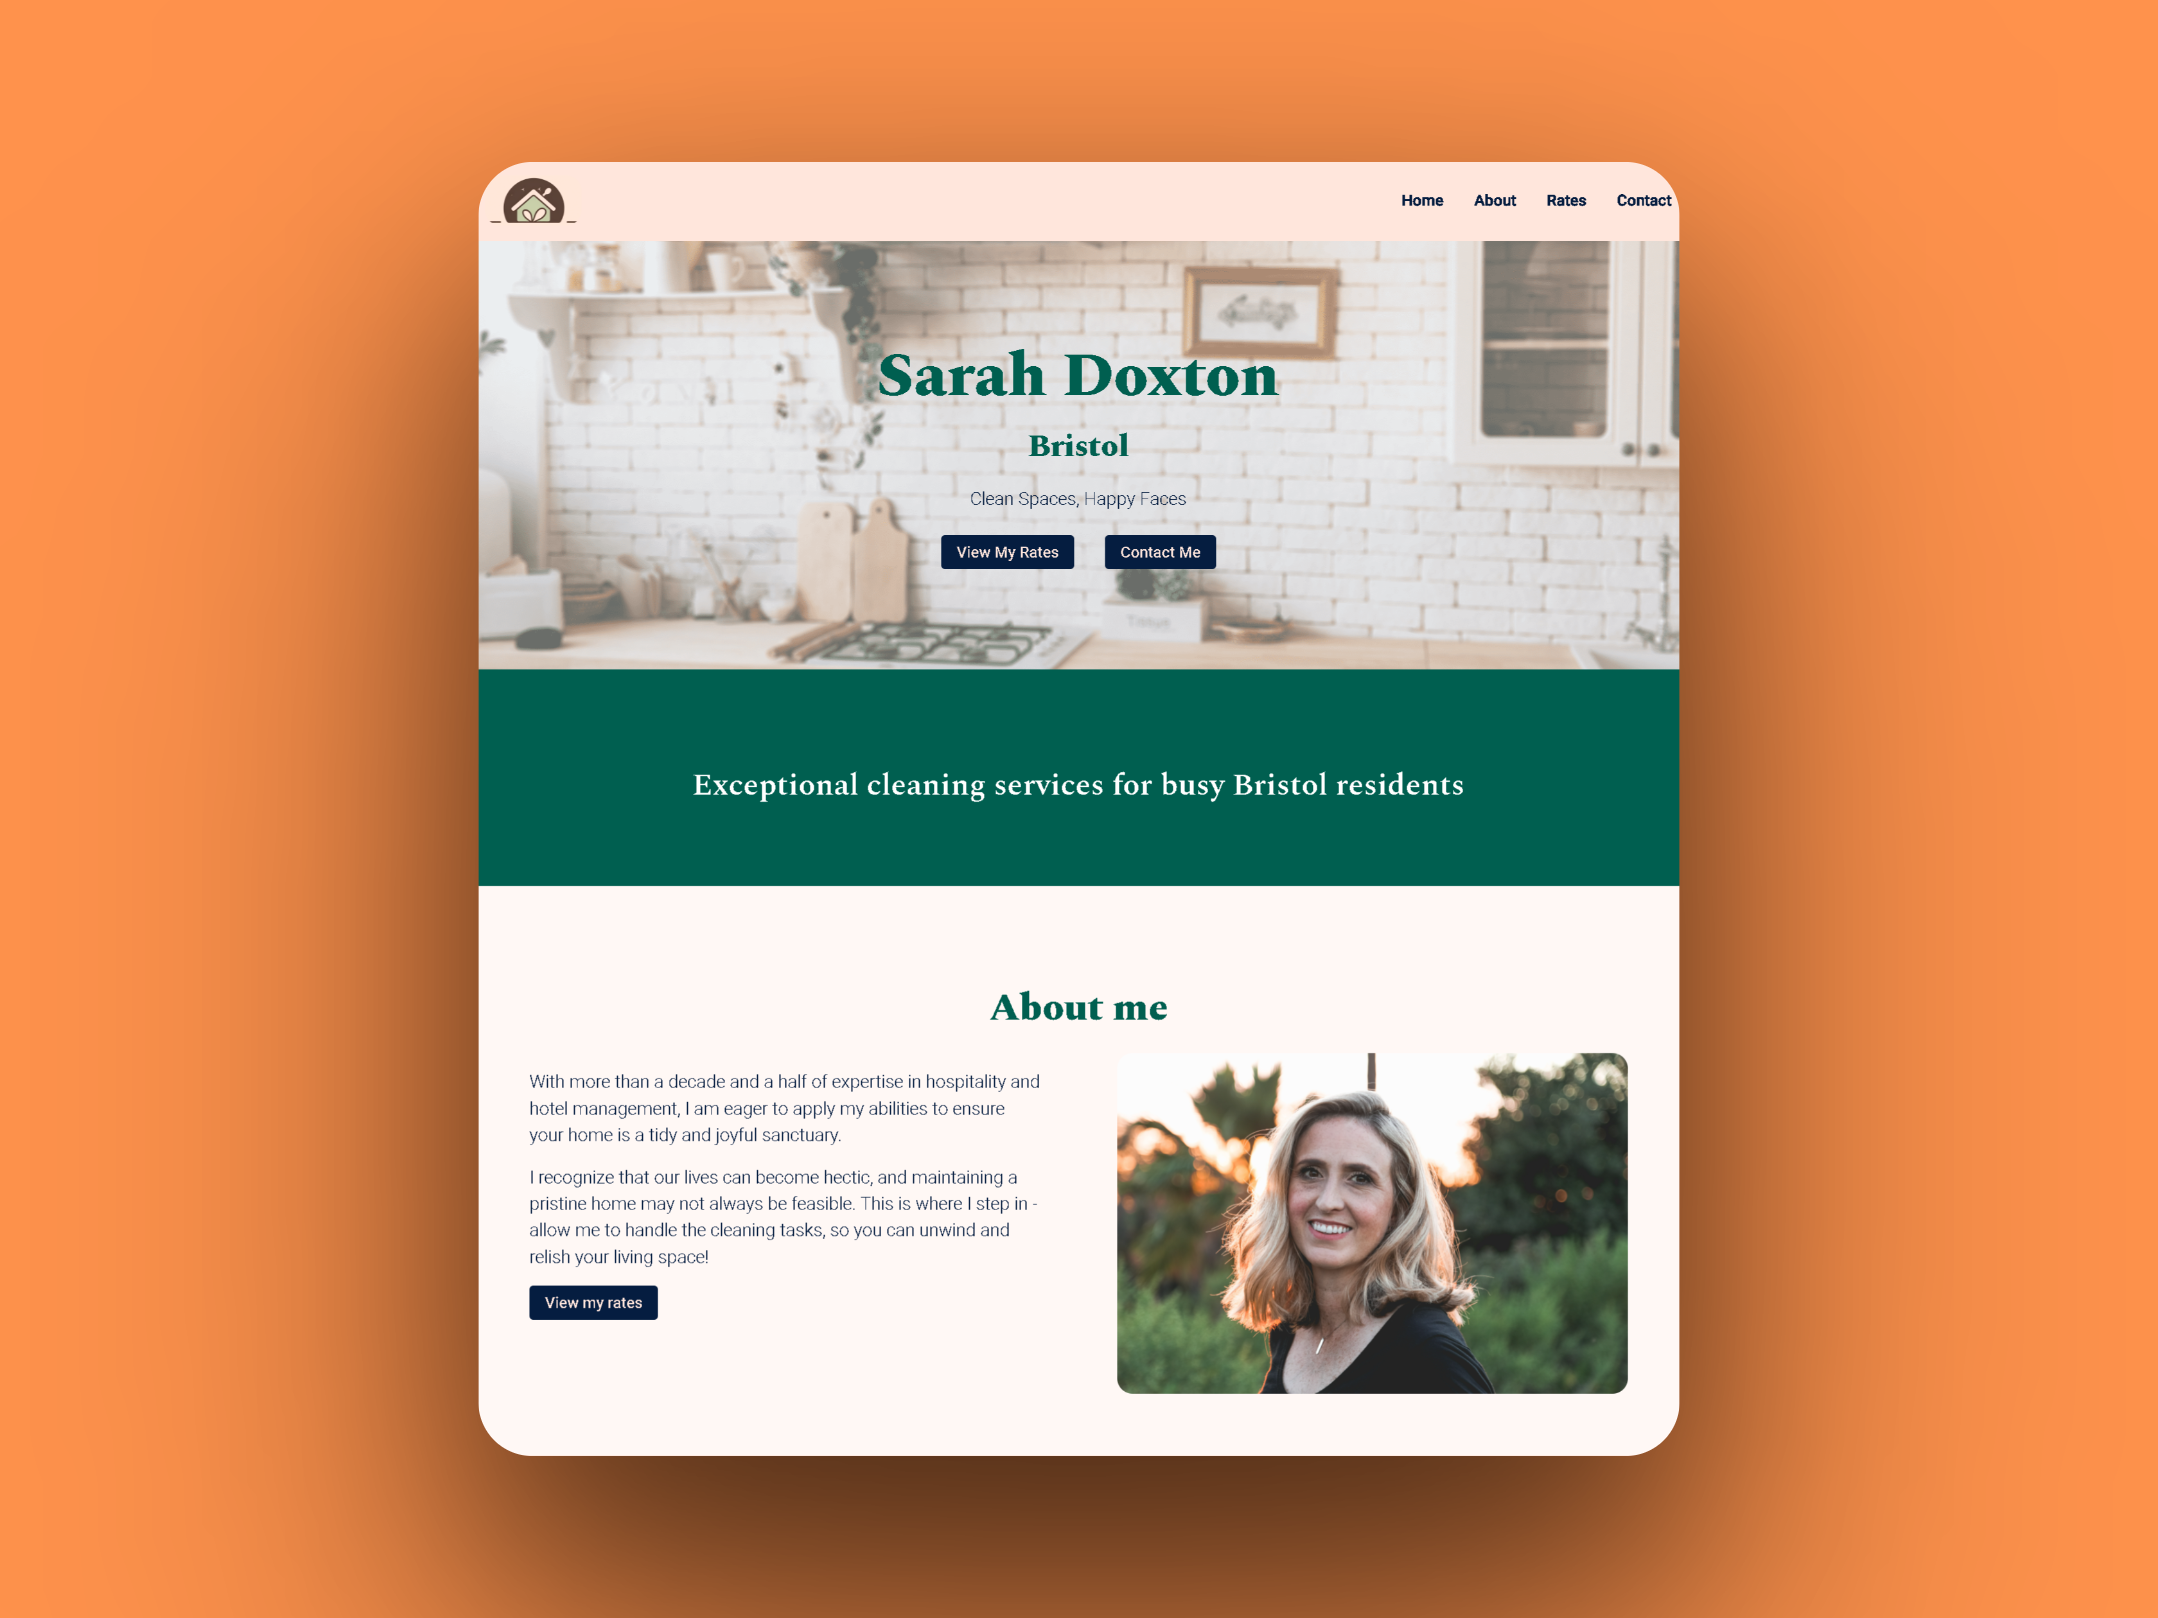 Home About Rates Contact
Sarah Doxton
Bristol
Clean Spaces, Happy Faces
View My Rates Contact Me
Exceptional cleaning services for busy Bristol residents
About me
With more than a decade and a half of expertise in hospitality and
hotel management, I am eager to apply my abilities to ensure
your home is a tidy and joyful sanctuary.
I recognize that our lives can become hectic, and maintaining a
pristine home may not always be feasible. This is where I step in -
allow me to handle the cleaning tasks, so you can unwind and
relish your living space!
View my rates